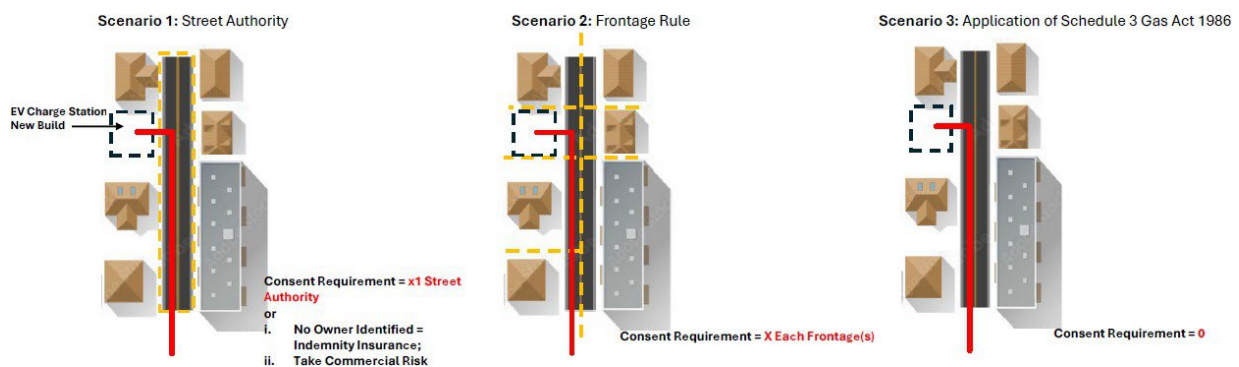 Scenario 1: Street Authority
Scenario 2: Frontage Rule
Scenario 3: Application of Schedule 3 Gas Act 1986
EV Charge Station
New Build
Consent Requirement = x1 Street
Authority
or
i. No Owner Identified =
Indemnity Insurance;
ii. Take Commercial Risk
Consent Requirement = X Each Frontage(s)
Consent Requirement = 0